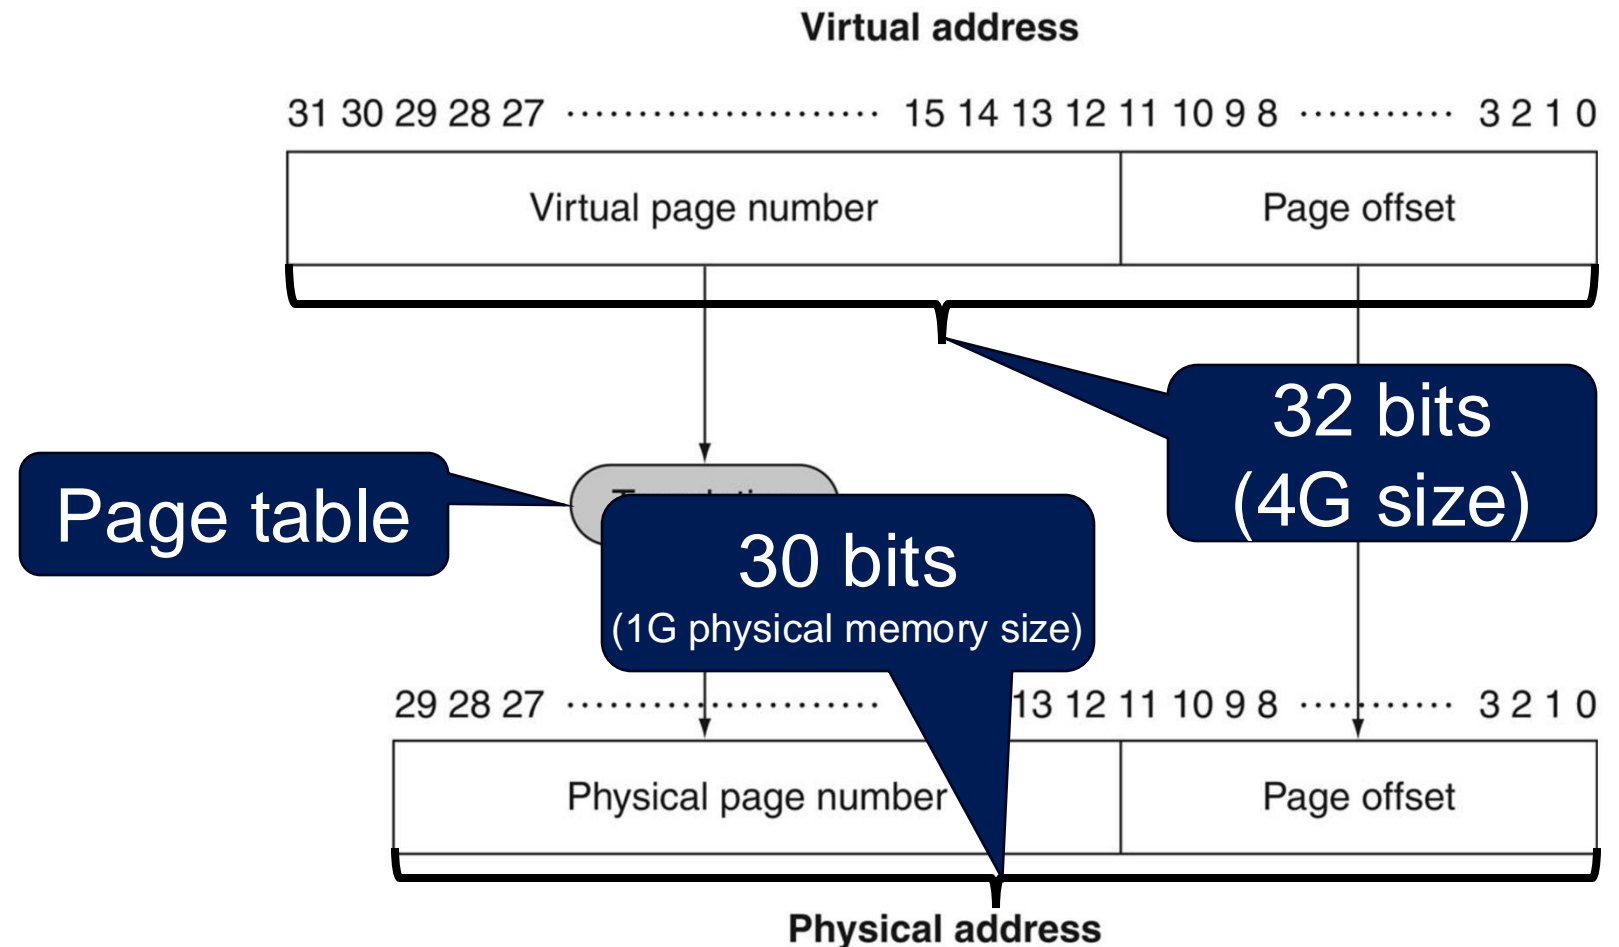 Virtual address
31 30 29 28 27 ...................... 15 14 13 12 11 10 9 8 ........... 3 2 1 0
Virtual page number Page offset
32 bits
(4G size)
Page table
30 bits
(1G physical memory size)
29 28 27 ...................... 13 12 11 10 9 8 ........... 3 2 1 0
Physical page number Page offset
Physical address